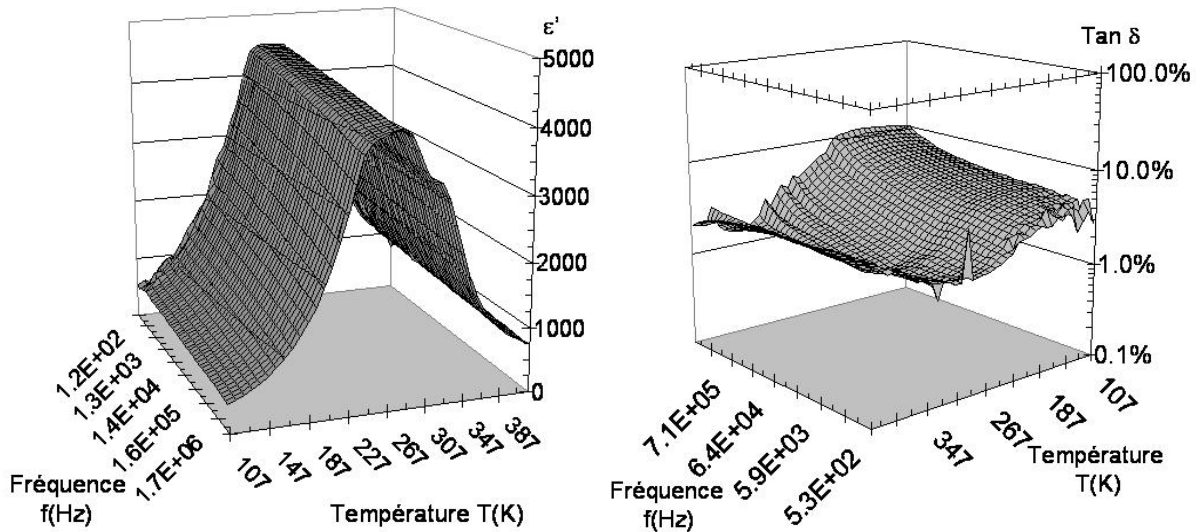 ε'
5000
4000
3000
2000
1000
0
1.2E+02
1.3E+03
1.4E+04
1.6E+05
1.7E+06
Fréquence
f(Hz)
107
147
187
227
267
307
347
387
Température T(K)
Tan δ
100.0%
10.0%
1.0%
0.1%
7.1E+05
6.4E+04
5.9E+03
5.3E+02
Fréquence
f(Hz)
347
267
187
107
Température
T(K)